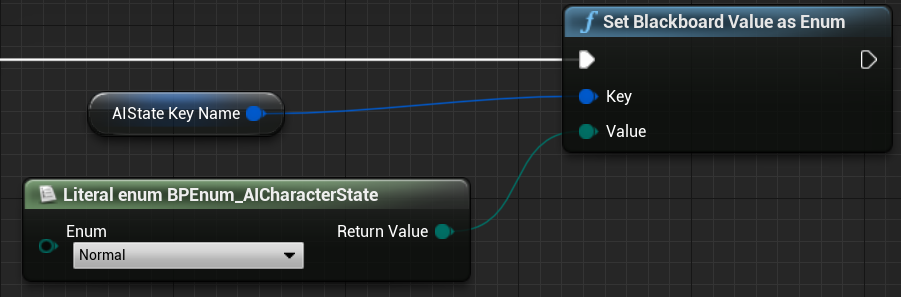 Set Blackboard Value as Enum
AIState Key Name
Key
Value
Literal enum BPEnum_AICharacterState
Enum
Return Value
Normal